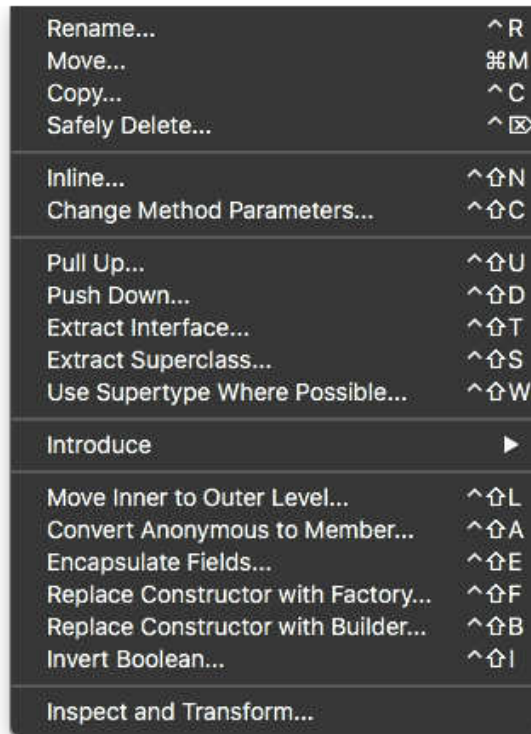 Rename... ^R
Move... ⌘M
Copy... ^C
Safely Delete... ^⌦
Inline... ^⇧N
Change Method Parameters... ^⇧C
Pull Up... ^⇧U
Push Down... ^⇧D
Extract Interface... ^⇧T
Extract Superclass... ^⇧S
Use Supertype Where Possible... ^⇧W
Introduce ▶
Move Inner to Outer Level... ^⇧L
Convert Anonymous to Member... ^⇧A
Encapsulate Fields... ^⇧E
Replace Constructor with Factory... ^⇧F
Replace Constructor with Builder... ^⇧B
Invert Boolean... ^⇧I
Inspect and Transform...